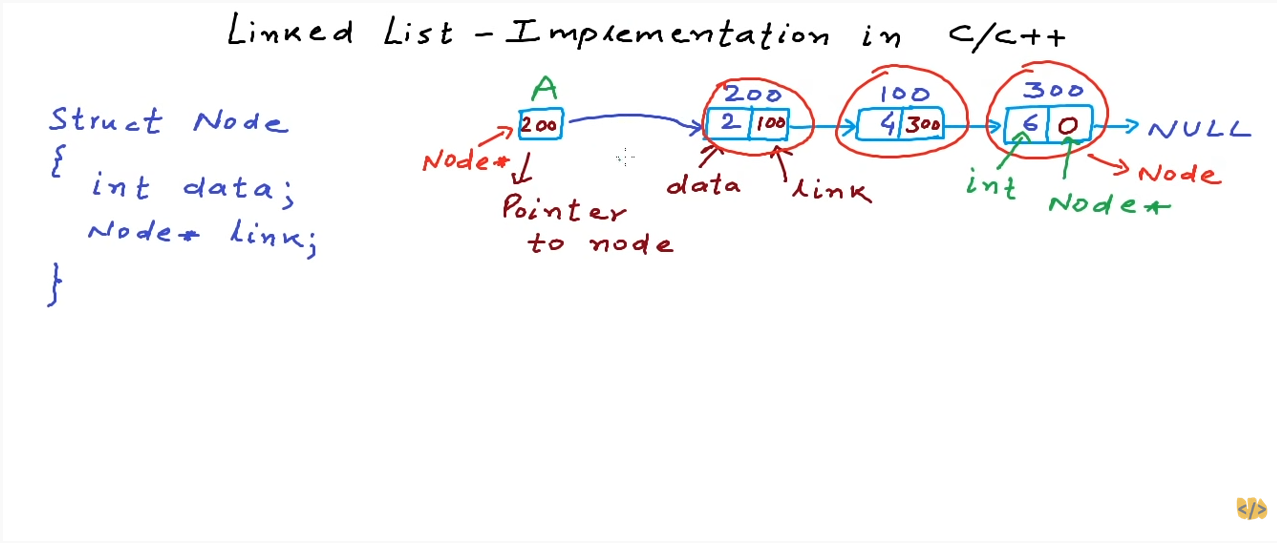 Linked List - Implementation in C/C++
Struct Node
{
int data;
Node* link;
}
A
200
Node*
Pointer
to node
200
2 100
data
link
100
4 300
300
6 0
int
Node*
Node
NULL
</>